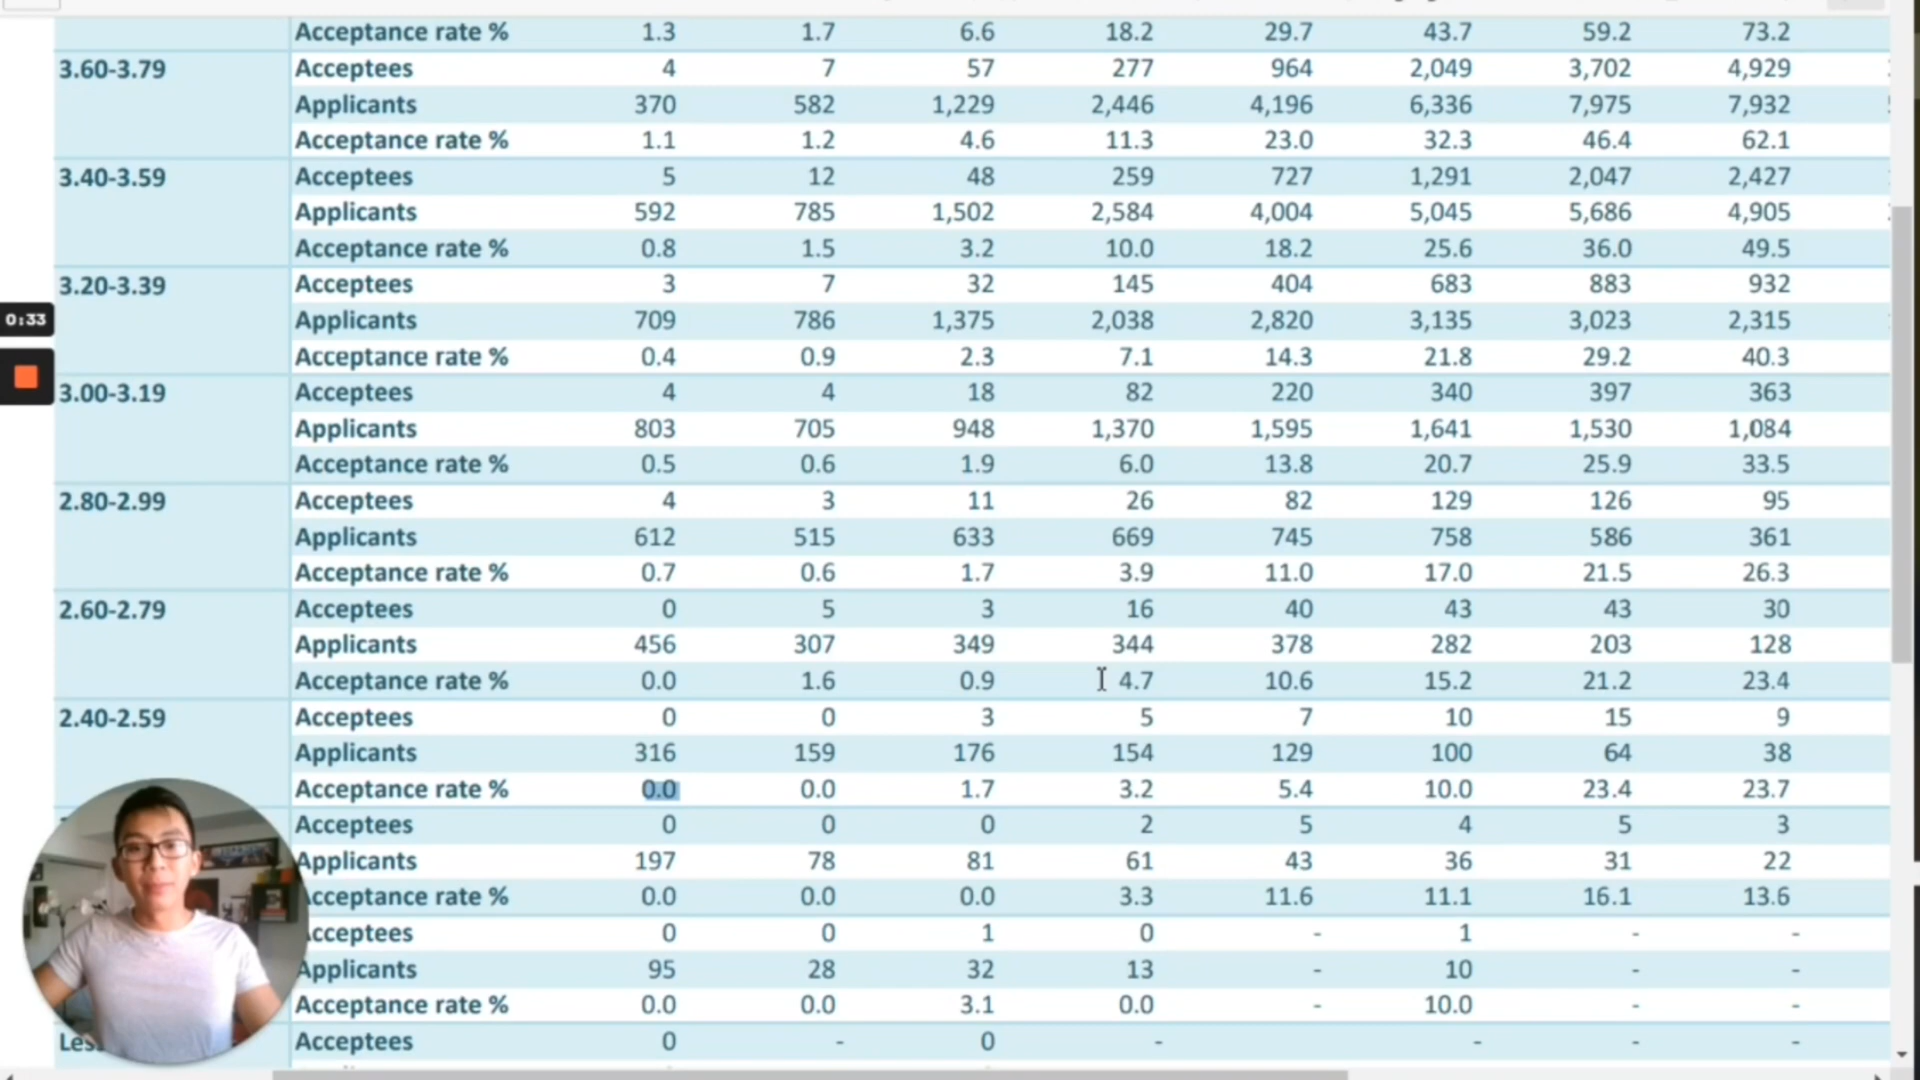 Acceptance rate % 1.3 1.7 6.6 18.2 29.7 43.7 59.2 73.2
3.60-3.79 Acceptees 4 7 57 277 964 2,049 3,702 4,929
Applicants 370 582 1,229 2,446 4,196 6,336 7,975 7,932
Acceptance rate % 1.1 1.2 4.6 11.3 23.0 32.3 46.4 62.1
3.40-3.59 Acceptees 5 12 48 259 727 1,291 2,047 2,427
Applicants 592 785 1,502 2,584 4,004 5,045 5,686 4,905
Acceptance rate % 0.8 1.5 3.2 10.0 18.2 25.6 36.0 49.5
3.20-3.39 Acceptees 3 7 32 145 404 683 883 932
0:33 Applicants 709 786 1,375 2,038 2,820 3,135 3,023 2,315
Acceptance rate % 0.4 0.9 2.3 7.1 14.3 21.8 29.2 40.3
3.00-3.19 Acceptees 4 4 18 82 220 340 397 363
Applicants 803 705 948 1,370 1,595 1,641 1,530 1,084
Acceptance rate % 0.5 0.6 1.9 6.0 13.8 20.7 25.9 33.5
2.80-2.99 Acceptees 4 3 11 26 82 129 126 95
Applicants 612 515 633 669 745 758 586 361
Acceptance rate % 0.7 0.6 1.7 3.9 11.0 17.0 21.5 26.3
2.60-2.79 Acceptees 0 5 3 16 40 43 43 30
Applicants 456 307 349 344 378 282 203 128
Acceptance rate % 0.0 1.6 0.9 4.7 10.6 15.2 21.2 23.4
2.40-2.59 Acceptees 0 0 3 5 7 10 15 9
Applicants 316 159 176 154 129 100 64 38
Acceptance rate % 0.0 0.0 1.7 3.2 5.4 10.0 23.4 23.7
Acceptees 0 0 0 2 5 4 5 3
Applicants 197 78 81 61 43 36 31 22
cceptance rate % 0.0 0.0 0.0 3.3 11.6 11.1 16.1 13.6
cceptees 0 0 1 0 - 1 - -
Applicants 95 28 32 13 - 10 - -
Acceptance rate % 0.0 0.0 3.1 0.0 - 10.0 - -
Les Acceptees 0 - 0 - - - -